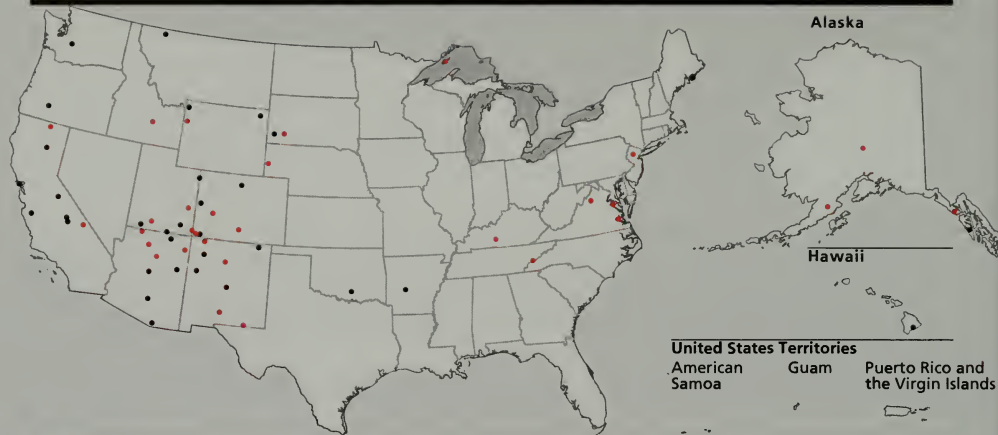 Alaska
Hawaii
United States Territories
American Samoa
Guam
Puerto Rico and
the Virgin Islands